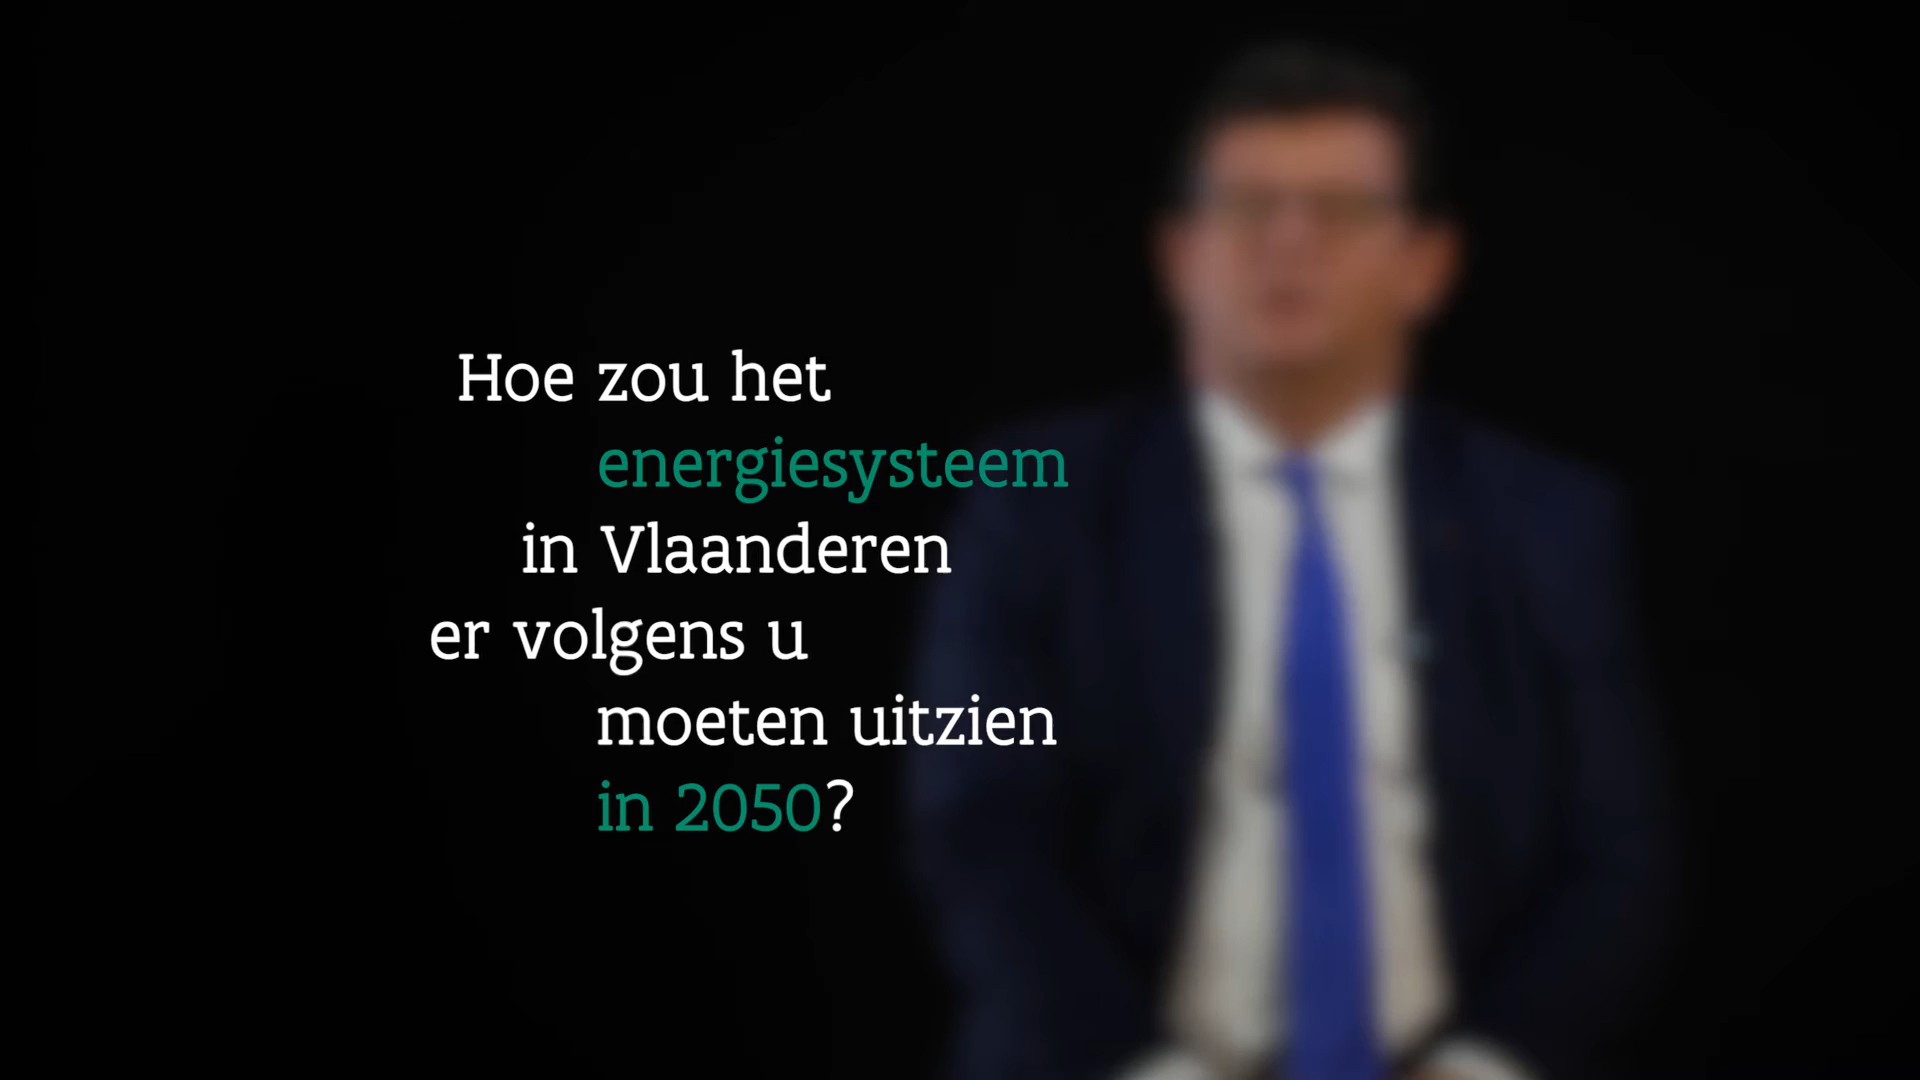 Hoe zou het
energiesysteem
in Vlaanderen
er volgens u
moeten uitzien
in 2050?